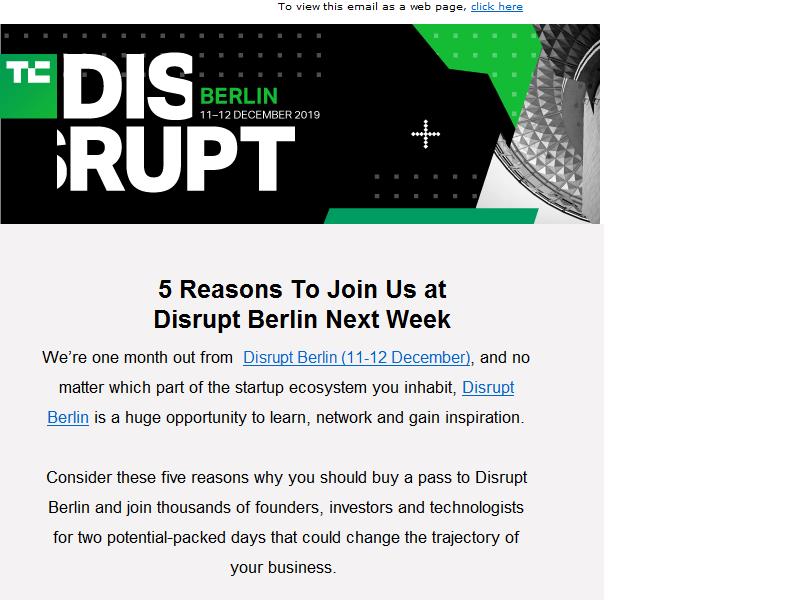 To view this email as a web page, click here
TC
DIS
BERLIN
11–12 DECEMBER 2019
SRUPT
5 Reasons To Join Us at
Disrupt Berlin Next Week
We’re one month out from Disrupt Berlin (11-12 December), and no
matter which part of the startup ecosystem you inhabit, Disrupt
Berlin is a huge opportunity to learn, network and gain inspiration.
Consider these five reasons why you should buy a pass to Disrupt
Berlin and join thousands of founders, investors and technologists
for two potential-packed days that could change the trajectory of
your business.